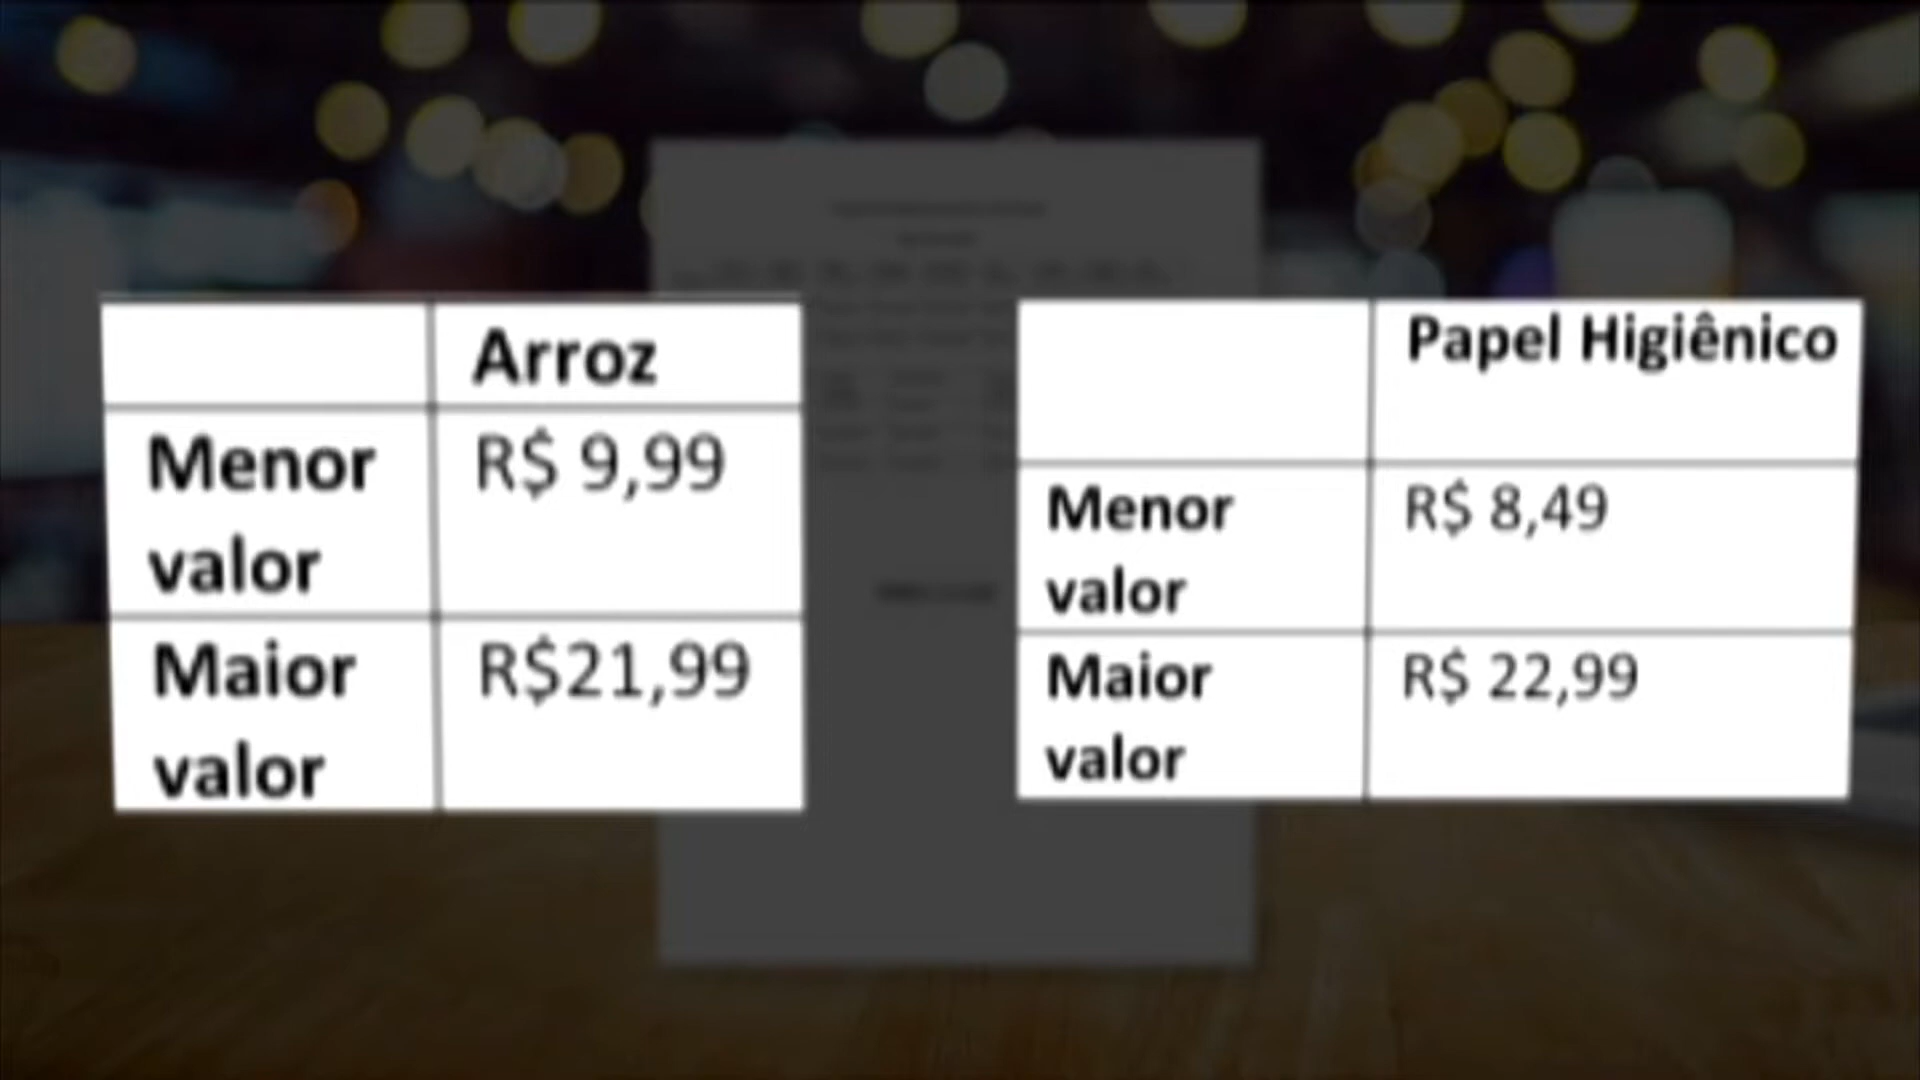 Arroz
Menor
valor
R$ 9,99
Maior
valor
R$21,99
Papel Higiênico
Menor
valor
R$ 8,49
Maior
valor
R$ 22,99